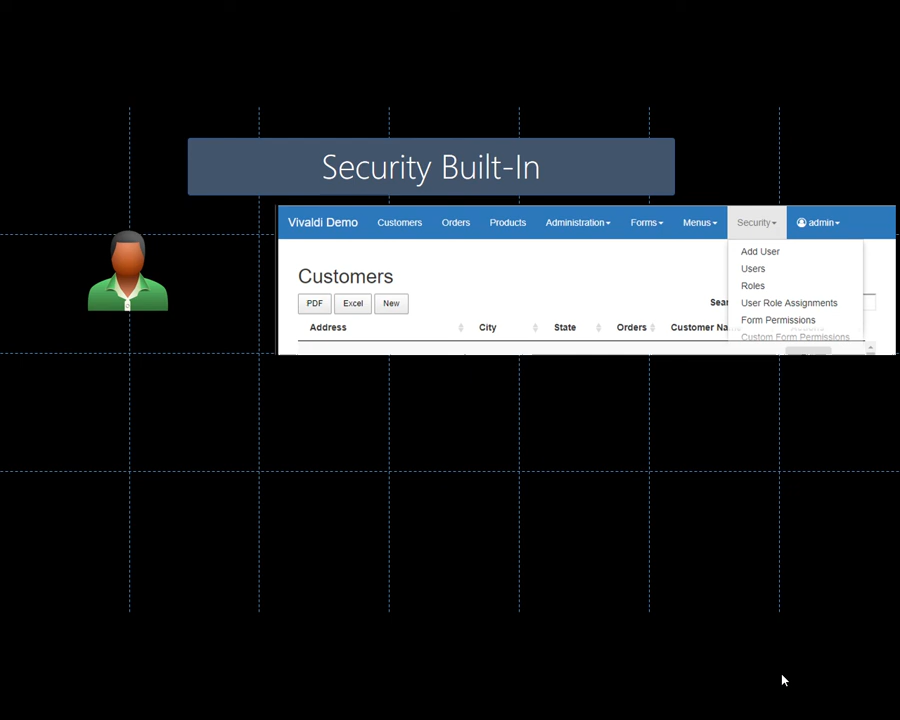 Security Built-In
Vivaldi Demo Customers Orders Products Administration Forms Menus Security admin
Add User
Users
Customers
Roles
PDF Excel New User Role Assignments
Form Permissions
Address City State Orders Customer
Custom Form Permissions